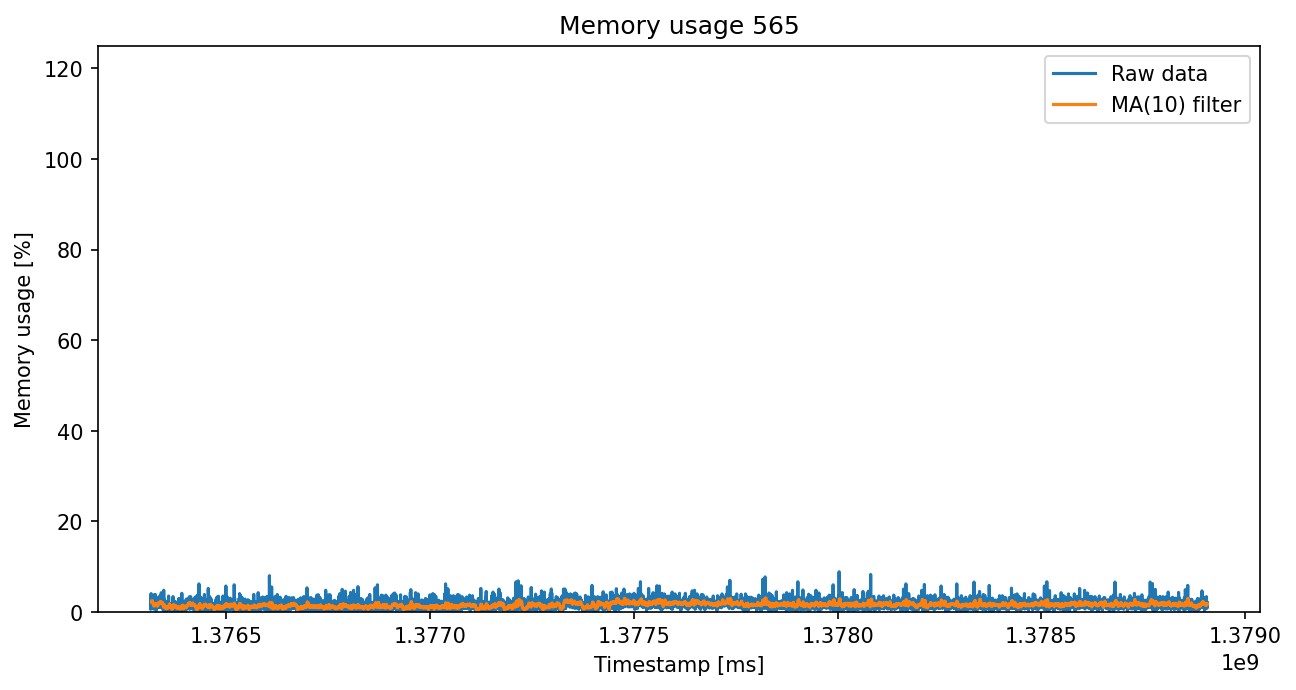 Memory usage 565
Raw data
MA(10) filter
Memory usage [%]
120
100
80
60
40
20
0
1.3765 1.3770 1.3775 1.3780 1.3785 1.3790
1e9
Timestamp [ms]